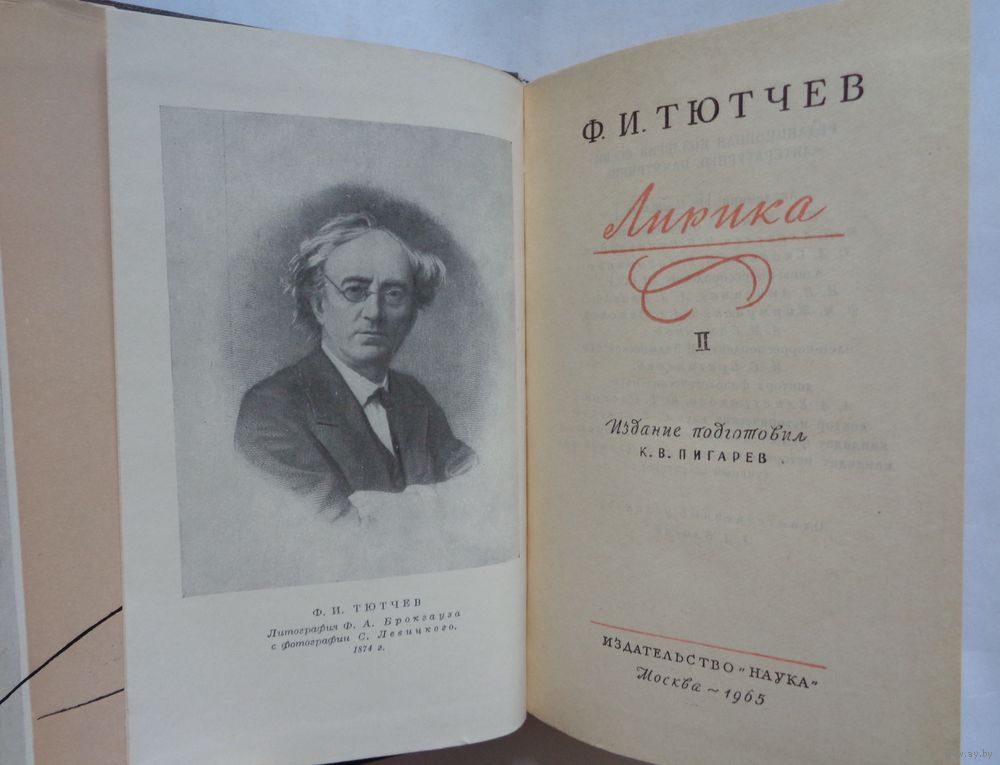 Ф. И. ТЮТЧЕВ
Литография Ф. А. Брокгауза
с фотографии С. Левицкого.
1874 г.
Ф. И. ТЮТЧЕВ
Лирика
II
Издание подготовил
К. В. ПИГАРЕВ
ИЗДАТЕЛЬСТВО "НАУКА"
Москва ~ 1965